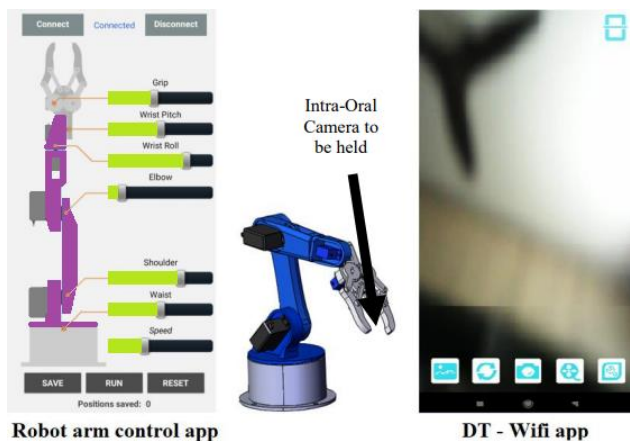 Connect Connected Disconnect
Grip
Wrist Pitch
Wrist Roll
Elbow
Shoulder
Waist
Speed
SAVE RUN RESET
Positions saved: 0
Robot arm control app
Intra-Oral
Camera to
be held
DT - Wifi app